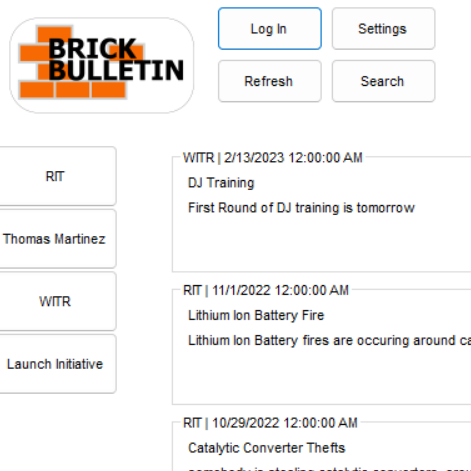 BRICK
BULLETIN
Log In
Settings
Refresh
Search
RIT
Thomas Martinez
WITR
Launch Initiative
WITR | 2/13/2023 12:00:00 AM
DJ Training
First Round of DJ training is tomorrow
RIT | 11/1/2022 12:00:00 AM
Lithium Ion Battery Fire
Lithium Ion Battery fires are occuring around
RIT | 10/29/2022 12:00:00 AM
Catalytic Converter Thefts